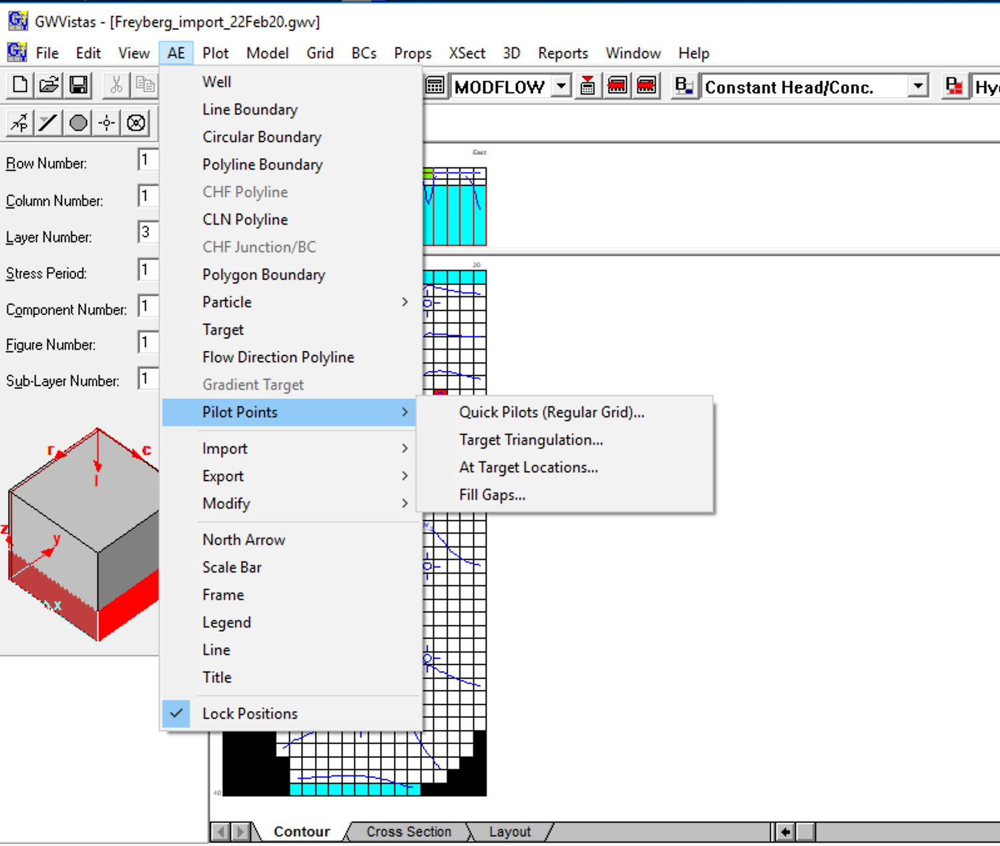 GWVistas - [Freyberg_import_22Feb20.gwv]
File Edit View AE Plot Model Grid BCs Props XSect 3D Reports Window Help
MODFLOW
Constant Head/Conc.
Row Number: 1
Column Number: 1
Layer Number: 3
Stress Period: 1
Component Number: 1
Figure Number: 1
Sub-Layer Number: 1
r
c
l
z
y
x
Well
Line Boundary
Circular Boundary
Polyline Boundary
CHF Polyline
CLN Polyline
CHF Junction/BC
Polygon Boundary
Particle
Target
Flow Direction Polyline
Gradient Target
Pilot Points
Import
Export
Modify
North Arrow
Scale Bar
Frame
Legend
Line
Title
Lock Positions
Quick Pilots (Regular Grid)...
Target Triangulation...
At Target Locations...
Fill Gaps...
East
20
40
Contour Cross Section Layout